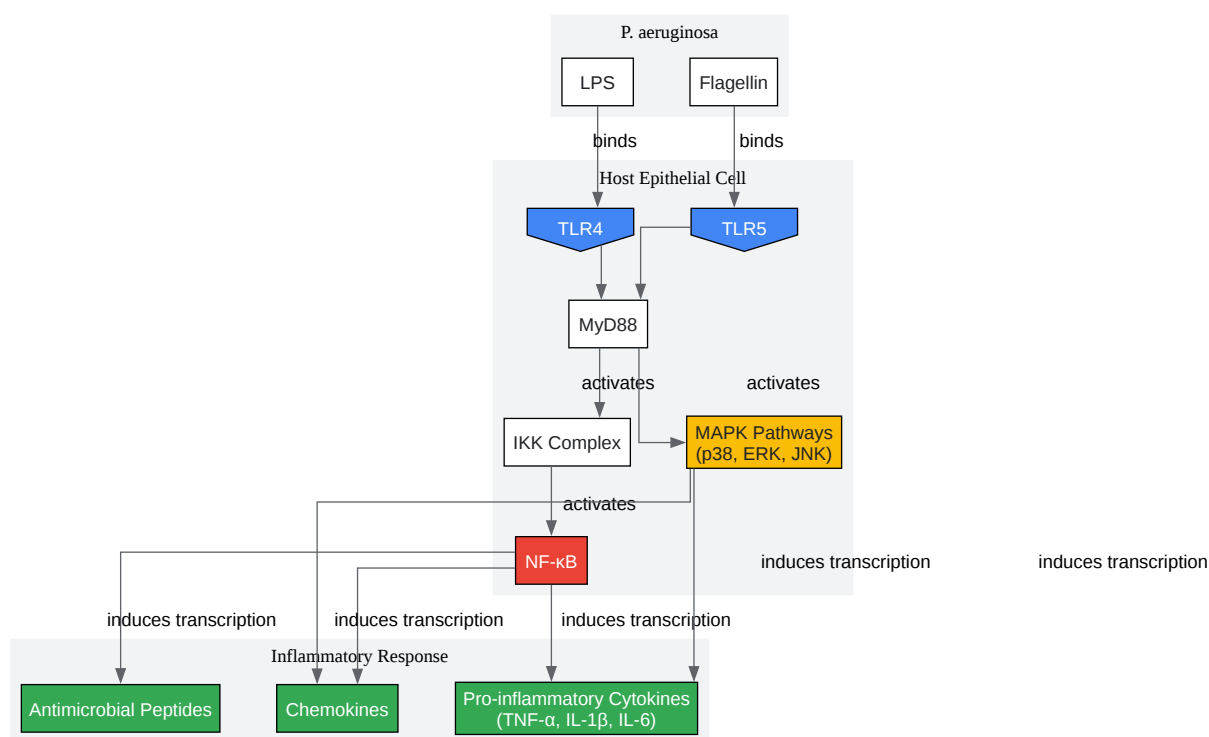 P. aeruginosa
LPS
Flagellin
binds
binds
Host Epithelial Cell
TLR4
TLR5
MyD88
activates
activates
IKK Complex
MAPK Pathways
(p38, ERK, JNK)
activates
NF-κB
induces transcription
induces transcription
induces transcription
induces transcription
induces transcription
Inflammatory Response
Antimicrobial Peptides
Chemokines
Pro-inflammatory Cytokines
(TNF-α, IL-1β, IL-6)